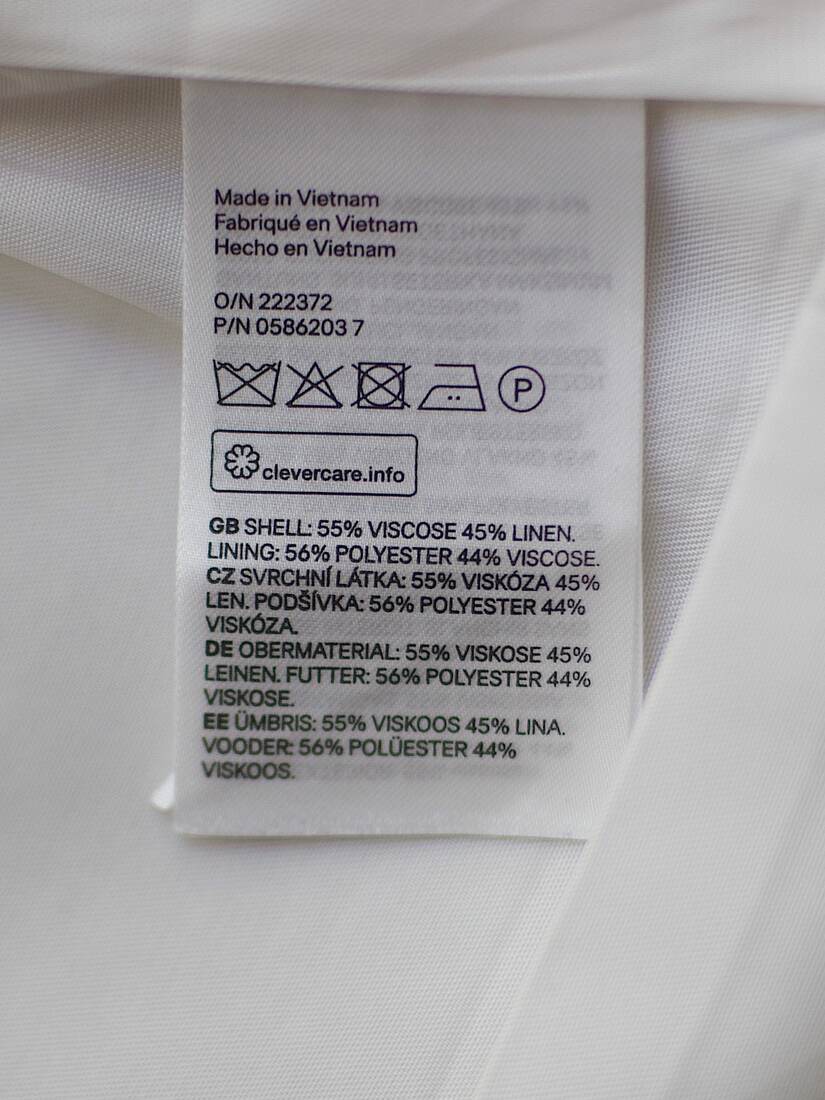 Made in Vietnam
Fabriqué en Vietnam
Hecho en Vietnam
O/N 222372
P/N 0586203 7
P
clevercare.info
GB SHELL: 55% VISCOSE 45% LINEN.
LINING: 56% POLYESTER 44% VISCOSE.
CZ SVRCHNÍ LÁTKA: 55% VISKÓZA 45%
LEN. PODŠÍVKA: 56% POLYESTER 44%
VISKÓZA.
DE OBERMATERIAL: 55% VISKOSE 45%
LEINEN. FUTTER: 56% POLYESTER 44%
VISKOSE.
EE ÜMBRIS: 55% VISKOOS 45% LINA.
VOODER: 56% POLÜESTER 44%
VISKOOS.